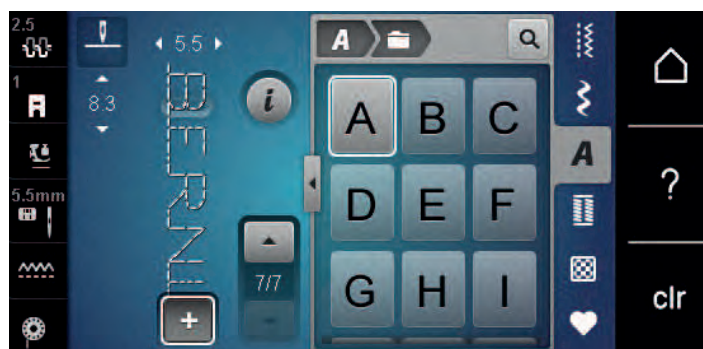 2.5
1
5.5mm
5.5
8.3
BERNI
7/7
i
A
A B C
D E F
G H I
A
?
clr